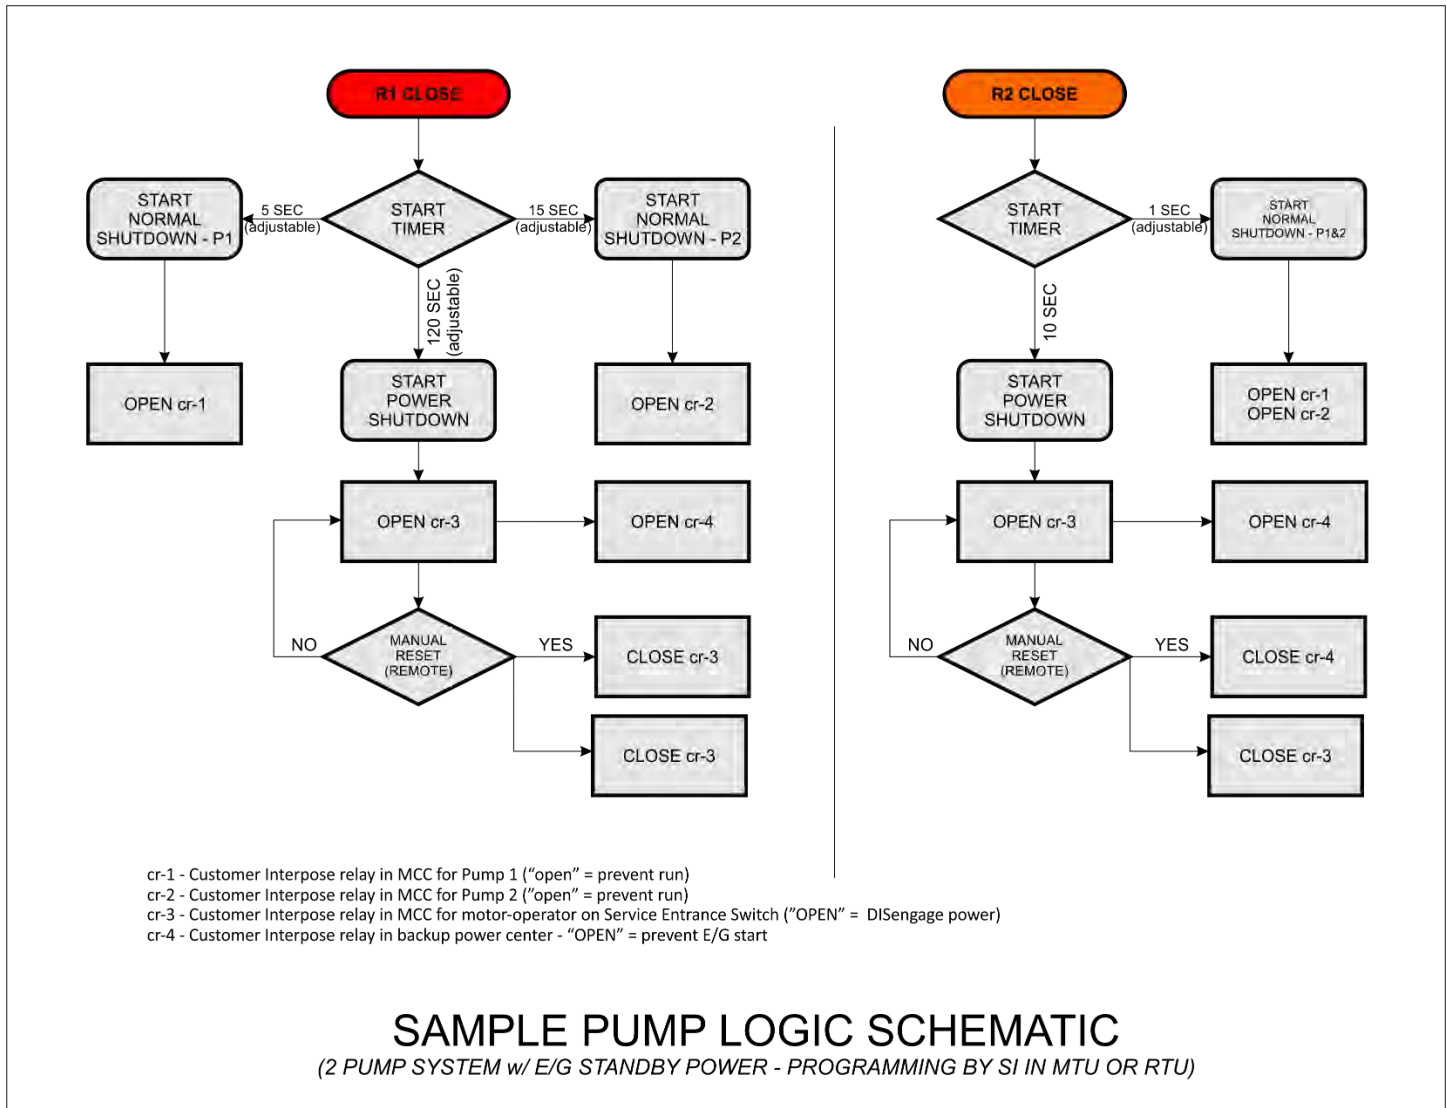 R1 CLOSE
R2 CLOSE
START
NORMAL
SHUTDOWN - P1
5 SEC
(adjustable)
START
TIMER
15 SEC
(adjustable)
START
NORMAL
SHUTDOWN - P2
120 SEC
(adjustable)
OPEN cr-1
START
POWER
SHUTDOWN
OPEN cr-2
OPEN cr-3
OPEN cr-4
NO
MANUAL
RESET
(REMOTE)
YES
CLOSE cr-3
CLOSE cr-3
START
TIMER
1 SEC
(adjustable)
START
NORMAL
SHUTDOWN - P1&2
10 SEC
START
POWER
SHUTDOWN
OPEN cr-1
OPEN cr-2
OPEN cr-3
OPEN cr-4
NO
MANUAL
RESET
(REMOTE)
YES
CLOSE cr-4
CLOSE cr-3
cr-1 - Customer Interpose relay in MCC for Pump 1 (“open” = prevent run)
cr-2 - Customer Interpose relay in MCC for Pump 2 (“open” = prevent run)
cr-3 - Customer Interpose relay in MCC for motor-operator on Service Entrance Switch (”OPEN” = DISengage power)
cr-4 - Customer Interpose relay in backup power center - “OPEN” = prevent E/G start
SAMPLE PUMP LOGIC SCHEMATIC
(2 PUMP SYSTEM w/ E/G STANDBY POWER - PROGRAMMING BY SI IN MTU OR RTU)